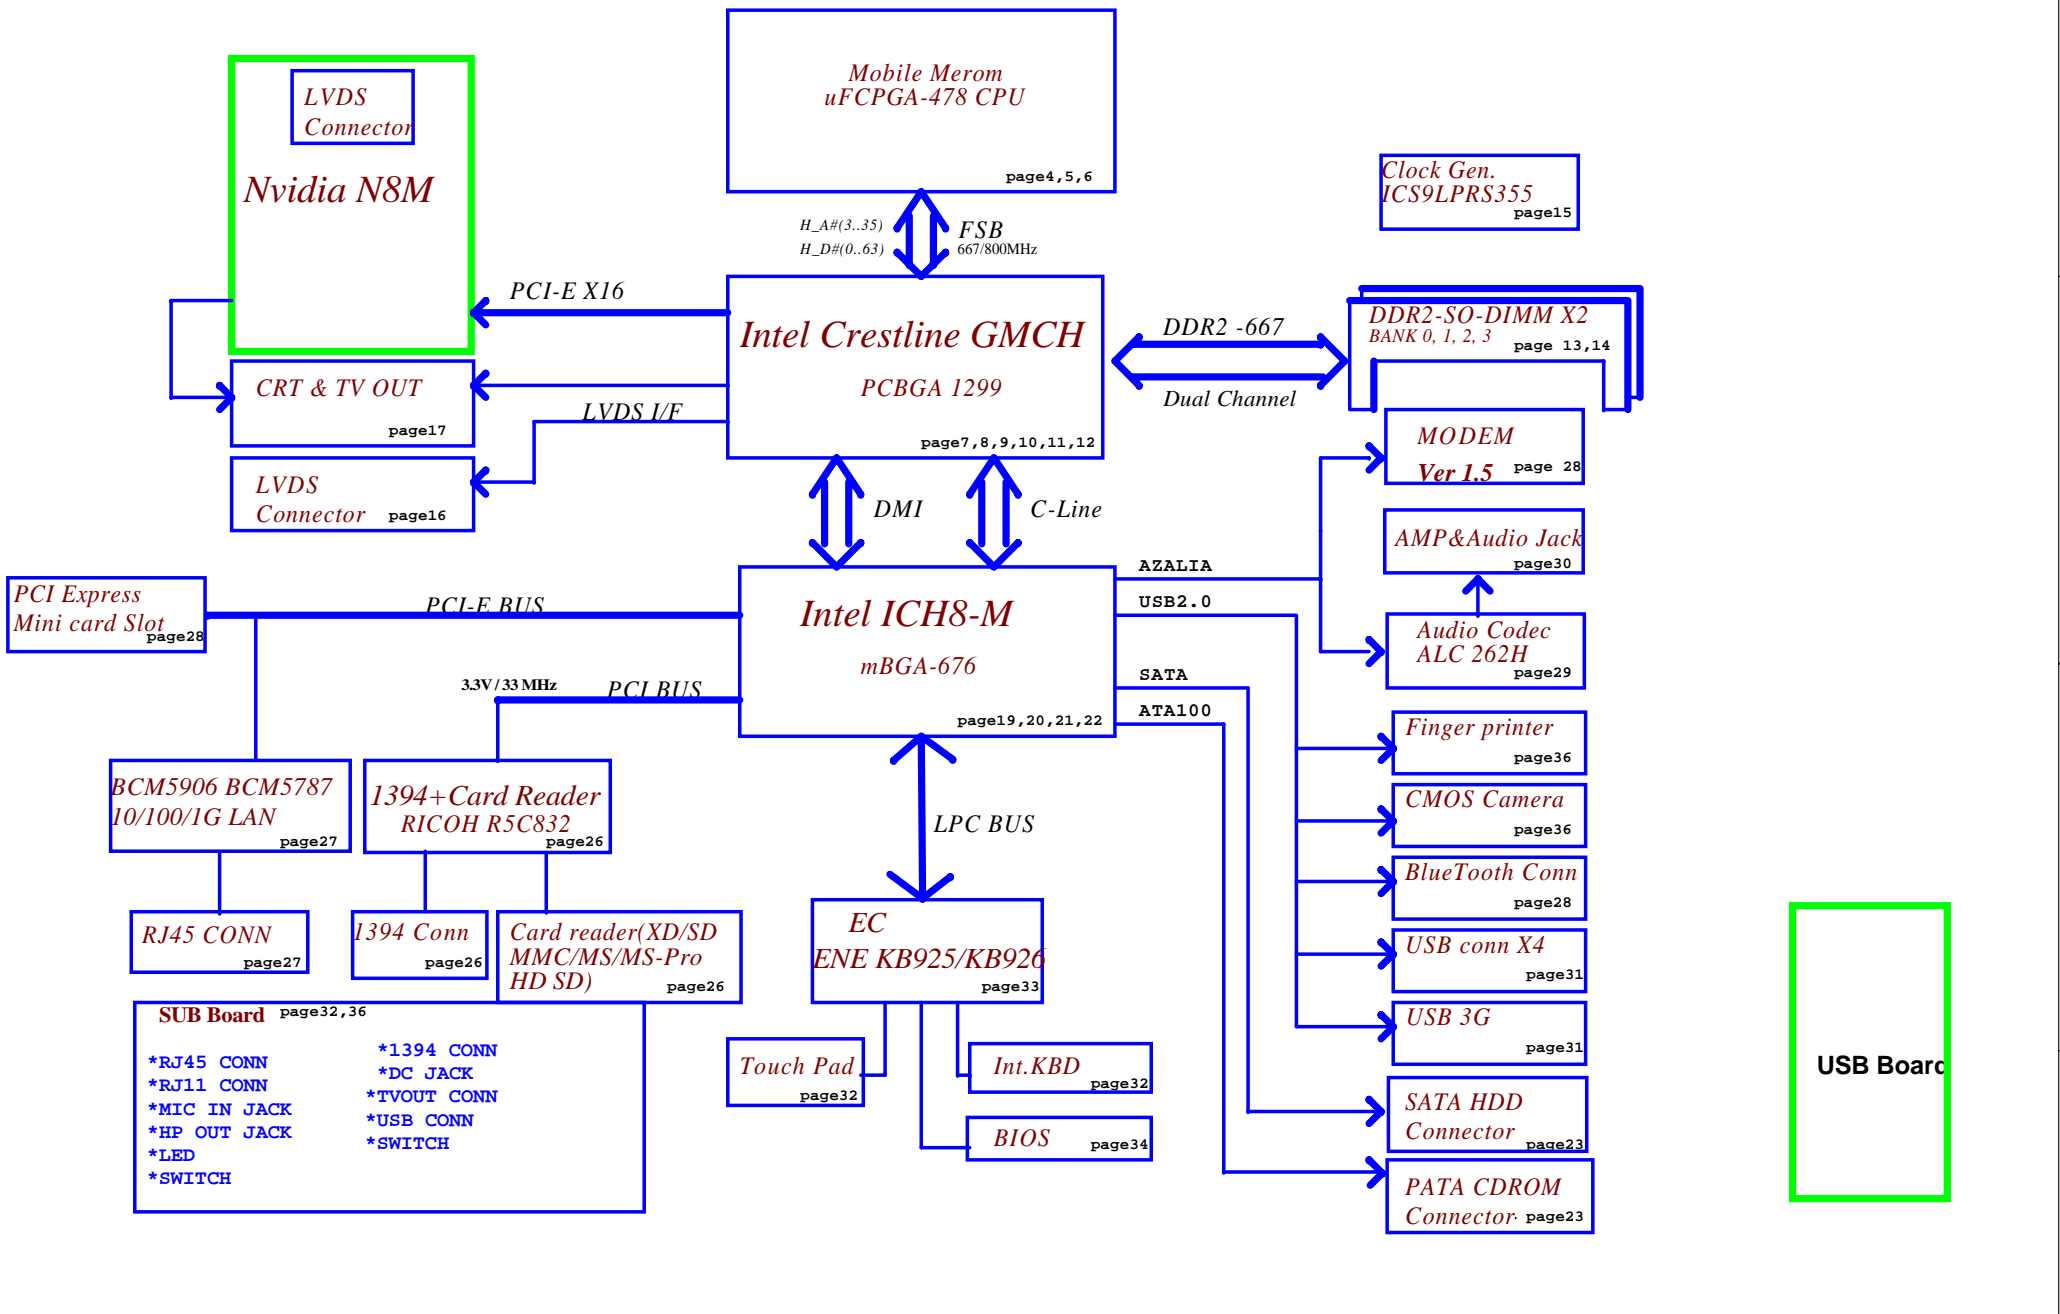 Mobile Merom
uFCPGA-478 CPU
page4,5,6
LVDS
Connector
Nvidia N8M
Clock Gen.
ICS9LPRS355
page15
H_A#(3..35)
H_D#(0..63)
FSB
667/800MHz
PCI-E X16
Intel Crestline GMCH
PCBGA 1299
page7,8,9,10,11,12
DDR2 -667
Dual Channel
DDR2-SO-DIMM X2
BANK 0, 1, 2, 3
page 13,14
CRT & TV OUT
page17
LVDS I/F
LVDS
Connector
page16
MODEM
Ver 1.5
page 28
DMI
C-Line
AMP&Audio Jack
page30
PCI Express
Mini card Slot
page28
PCI-E BUS
3.3V / 33 MHz
PCI BUS
Intel ICH8-M
mBGA-676
page19,20,21,22
AZALIA
USB2.0
SATA
ATA100
Audio Codec
ALC 262H
page29
Finger printer
page36
CMOS Camera
page36
BlueTooth Conn
page28
USB conn X4
page31
USB 3G
page31
SATA HDD
Connector
page23
PATA CDROM
Connector
page23
BCM5906 BCM5787
10/100/1G LAN
page27
1394+Card Reader
RICOH R5C832
page26
LPC BUS
RJ45 CONN
page27
1394 Conn
page26
Card reader(XD/SD
MMC/MS/MS-Pro
HD SD)
page26
EC
ENE KB925/KB926
page33
Touch Pad
page32
Int.KBD
page32
BIOS
page34
SUB Board page32,36
*RJ45 CONN
*RJ11 CONN
*MIC IN JACK
*HP OUT JACK
*LED
*SWITCH
*1394 CONN
*DC JACK
*TVOUT CONN
*USB CONN
*SWITCH
USB Board